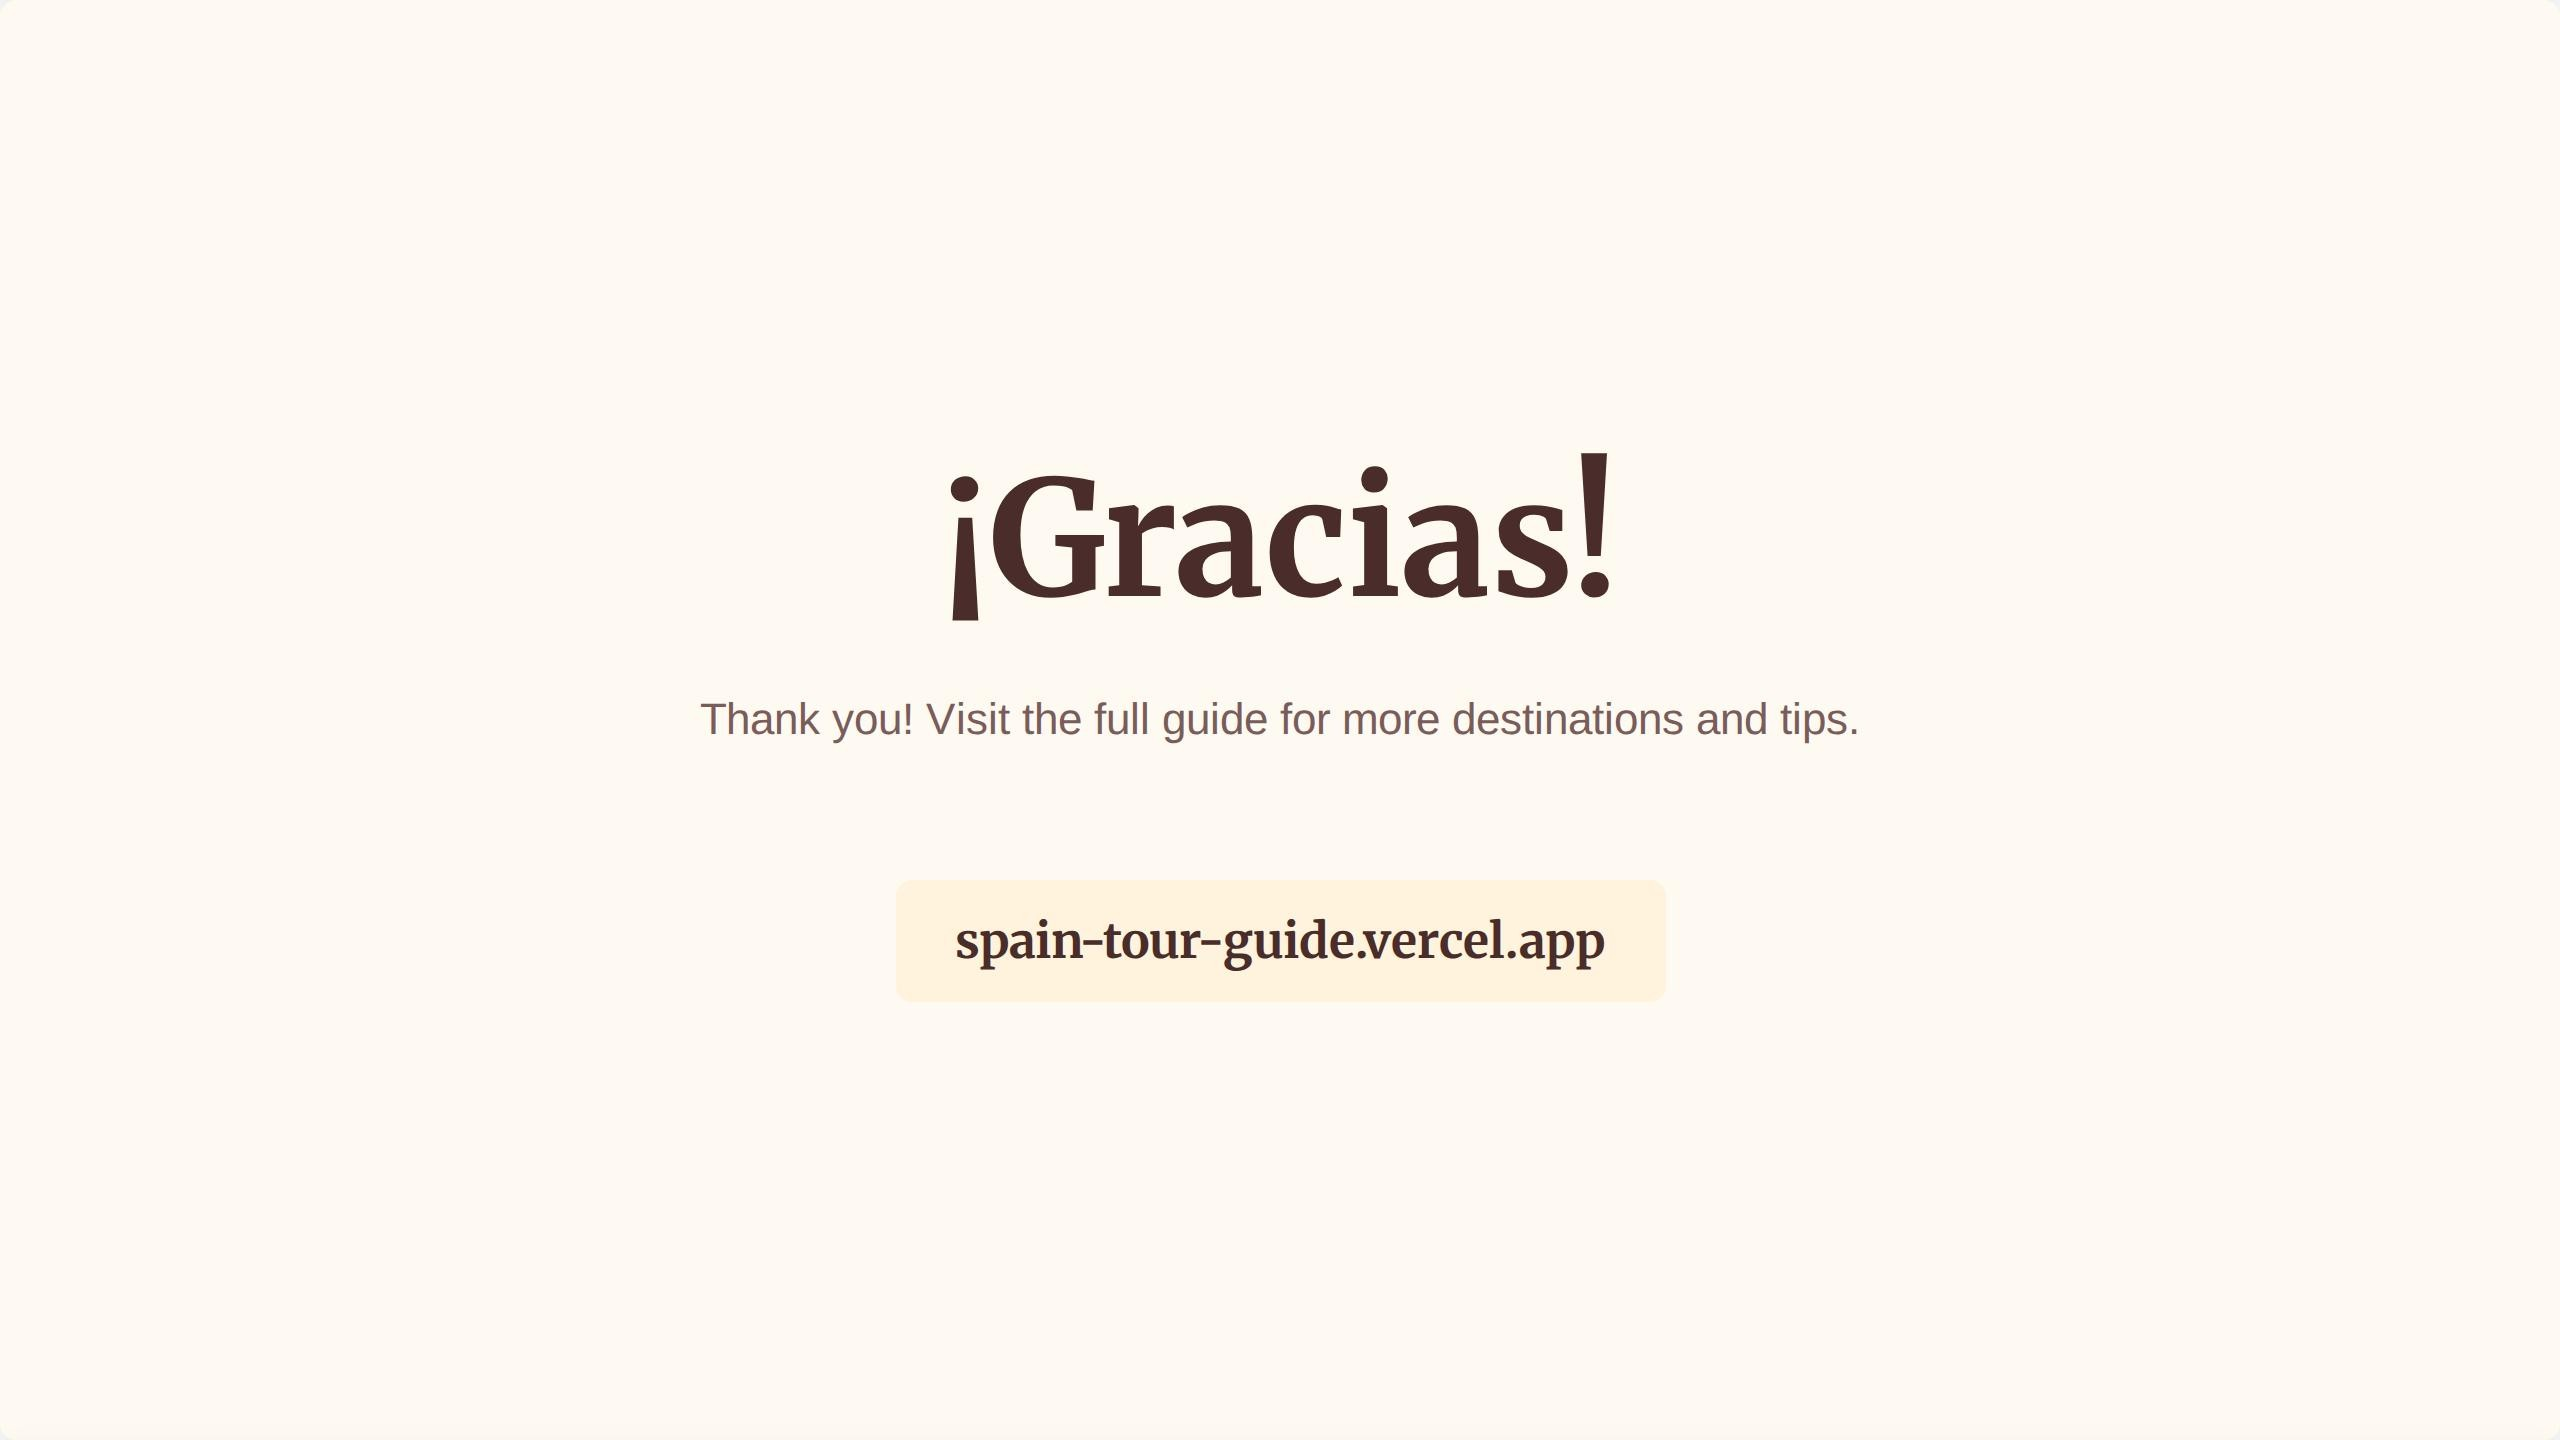 ¡Gracias!
Thank you! Visit the full guide for more destinations and tips.
spain-tour-guide.vercel.app